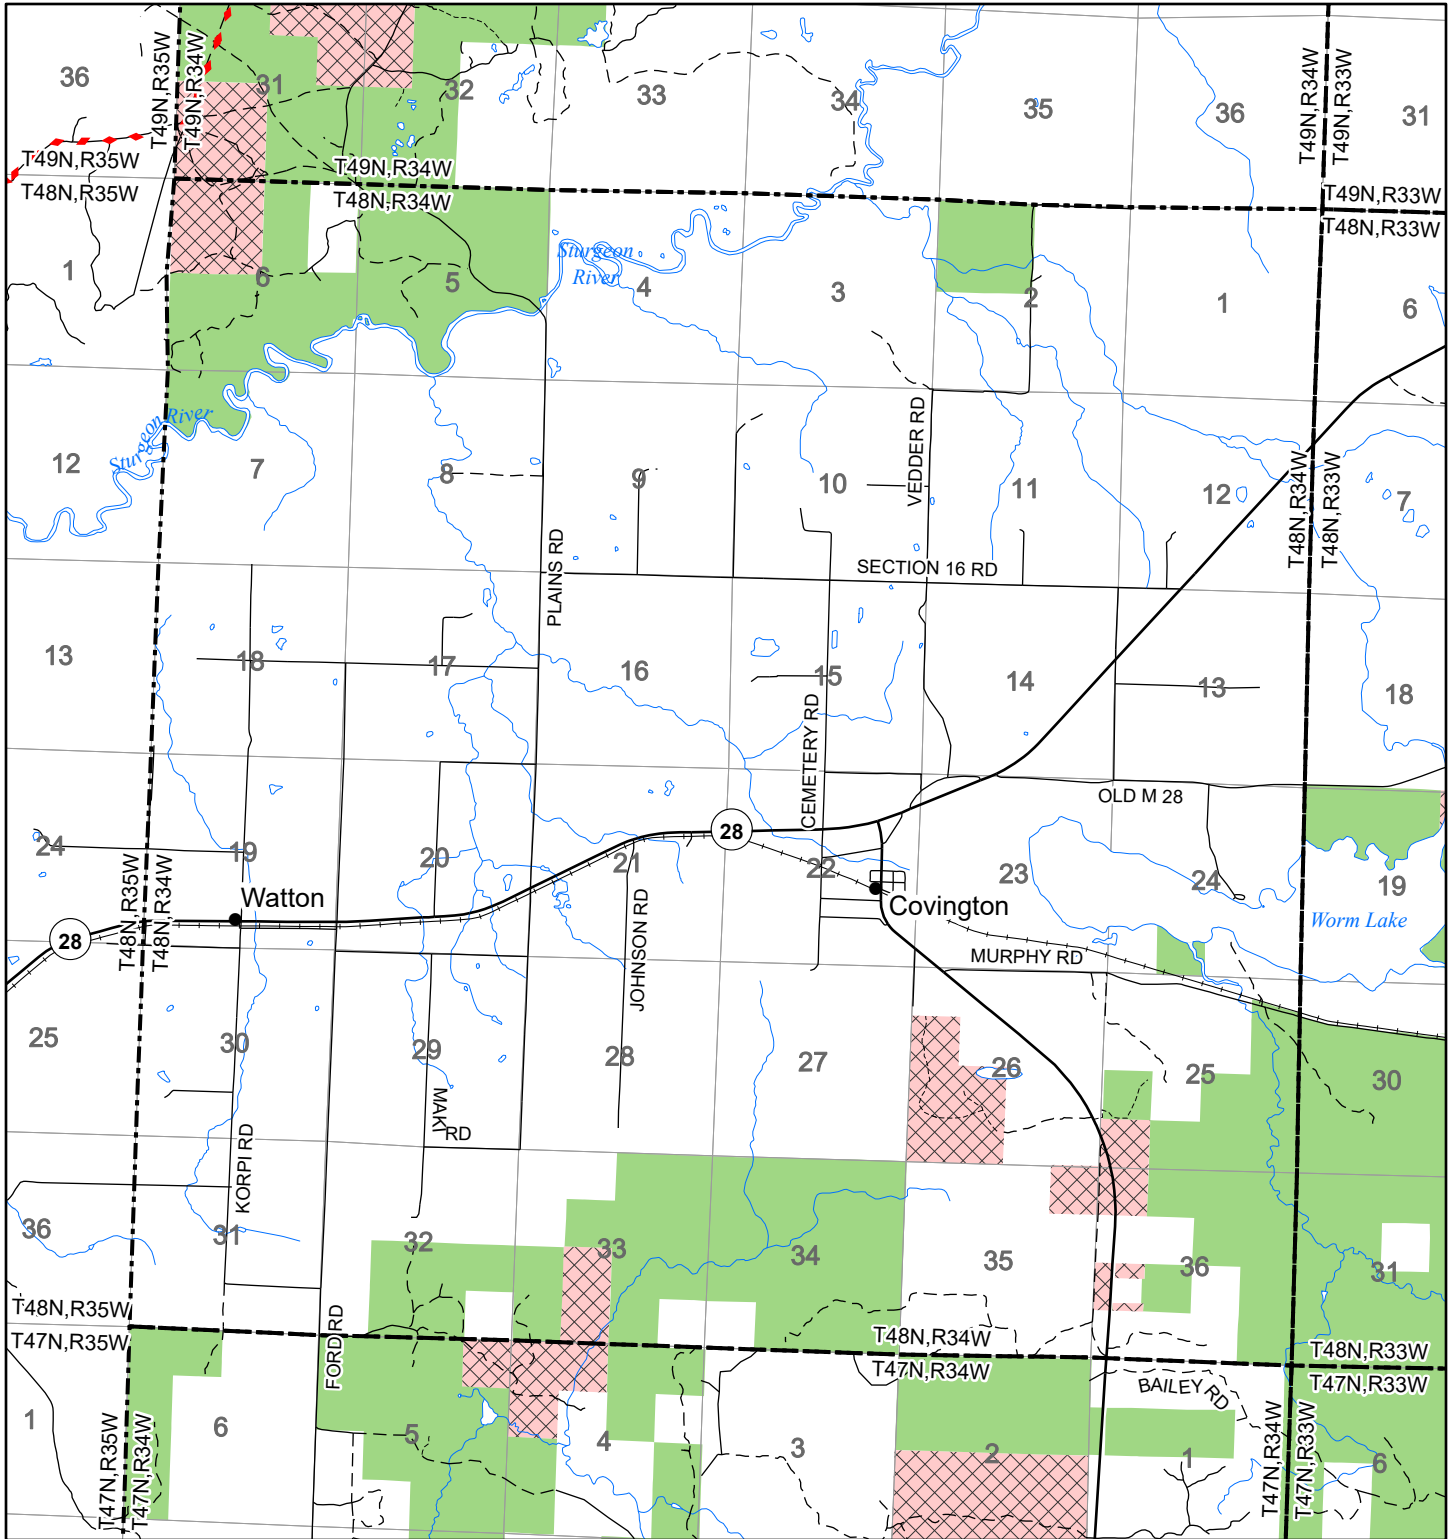 T49N,R35W
T49N,R34W
T49N,R34W
T49N,R33W
36
31
32
33
34
35
36
31
T49N,R35W
T48N,R35W
T49N,R34W
T48N,R34W
T49N,R33W
T48N,R33W
Sturgeon
River
1
6
5
4
3
2
1
6
Sturgeon River
VEDDER RD
12
7
8
9
10
11
12
7
T48N,R34W
T48N,R33W
PLAINS RD
SECTION 16 RD
13
18
17
16
15
14
13
18
CEMETERY RD
OLD M 28
28
24
19
20
21
22
23
24
19
T48N,R35W
T48N,R34W
Watton
Covington
Worm Lake
28
JOHNSON RD
MURPHY RD
25
30
29
28
27
26
25
30
MAKI
RD
KORPI RD
36
31
32
33
34
35
36
31
T48N,R35W
T47N,R35W
FORD RD
T48N,R34W
T47N,R34W
T48N,R33W
T47N,R33W
BAILEY RD
1
6
5
4
3
2
1
6
T47N,R35W
T47N,R34W
T47N,R34W
T47N,R33W